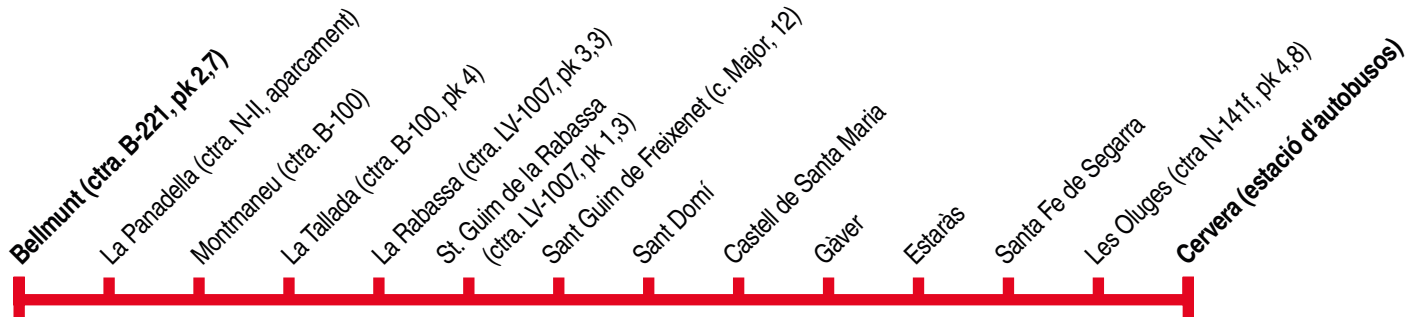 Bellmunt (ctra. B-221, pk 2,7)
La Panadella (ctra. N-II, aparcament)
Montmaneu (ctra. B-100)
La Tallada (ctra. B-100, pk 4)
La Rabassa (ctra. LV-1007, pk 3,3)
St. Guim de la Rabassa
(ctra. LV-1007, pk 1,3)
Sant Guim de Freixenet (c. Major, 12)
Sant Domí
Castell de Santa Maria
Gàver
Estaràs
Santa Fe de Segarra
Les Oluges (ctra N-141f, pk 4,8)
Cervera (estació d'autobusos)